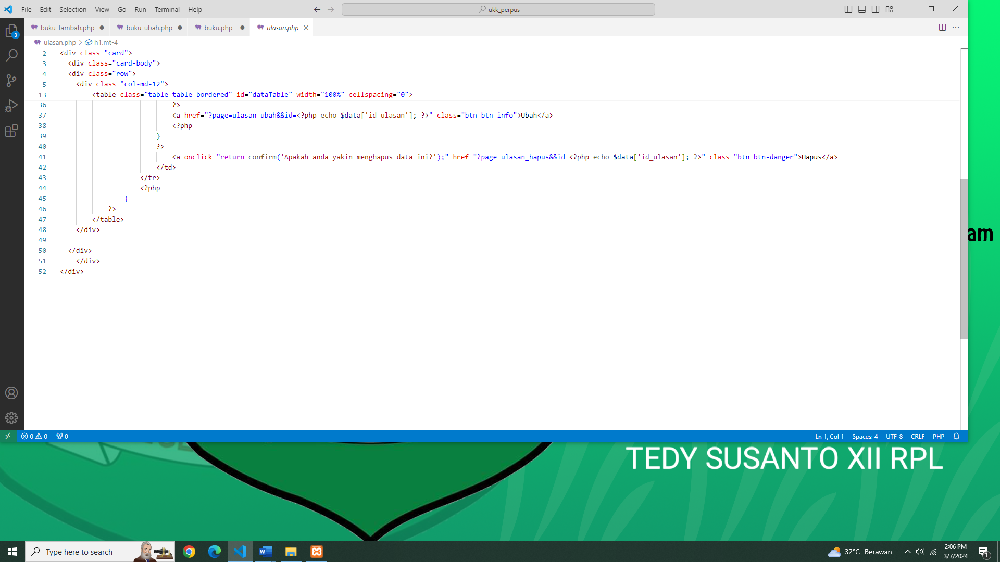 File Edit Selection View Go Run Terminal Help
ukk_perpus
3
buku_tambah.php
buku_ubah.php
buku.php
ulasan.php
ulasan.php > h1.mt-4
2 <div class="card">
3 <div class="card-body">
4 <div class="row">
5 <div class="col-md-12">
13 <table class="table table-bordered" id="dataTable" width="100%" cellspacing="0">
36 ?>
37 <a href="?page=ulasan_ubah&&id=<?php echo $data['id_ulasan']; ?>" class="btn btn-info">Ubah</a>
38 <?php
39 }
40 ?>
41 <a onclick="return confirm('Apakah anda yakin menghapus data ini?');" href="?page=ulasan_hapus&&id=<?php echo $data['id_ulasan']; ?>" class="btn btn-danger">Hapus</a>
42 </td>
43 </tr>
44 <?php
45 }
46 ?>
47 </table>
48 </div>
49
50 </div>
51 </div>
52 </div>
am
0 0 0
Ln 1, Col 1 Spaces: 4 UTF-8 CRLF PHP
TEDY SUSANTO XII RPL
Type here to search
32°C Berawan
2:06 PM
3/7/2024
1